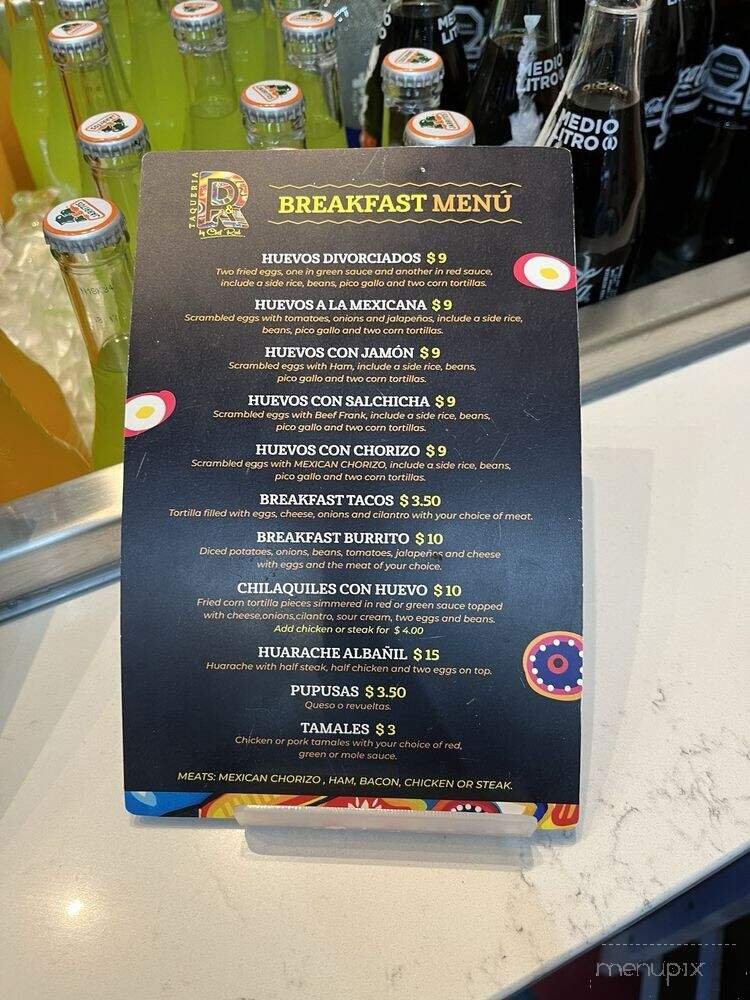 TAQUERIA
R&R
by Chef Raul
BREAKFAST MENÚ
HUEVOS DIVORCIADOS $9
Two fried eggs, one in green sauce and another in red sauce,
include a side rice, beans, pico gallo and two corn tortillas.
HUEVOS A LA MEXICANA $9
Scrambled eggs with tomatoes, onions and jalapeños, include a side rice,
beans, pico gallo and two corn tortillas.
HUEVOS CON JAMÓN $9
Scrambled eggs with Ham, include a side rice, beans,
pico gallo and two corn tortillas.
HUEVOS CON SALCHICHA $9
Scrambled eggs with Beef Frank, include a side rice, beans,
pico gallo and two corn tortillas.
HUEVOS CON CHORIZO $9
Scrambled eggs with MEXICAN CHORIZO, include a side rice, beans,
pico gallo and two corn tortillas.
BREAKFAST TACOS $3.50
Tortilla filled with eggs, cheese, onions and cilantro with your choice of meat.
BREAKFAST BURRITO $10
Diced potatoes, onions, beans, tomatoes, jalapeños and cheese
with eggs and the meat of your choice.
CHILAQUILES CON HUEVO $10
Fried corn tortilla pieces simmered in red or green sauce topped
with cheese,onions,cilantro, sour cream, two eggs and beans.
Add chicken or steak for $4.00
HUARACHE ALBAÑIL $15
Huarache with half steak, half chicken and two eggs on top.
PUPUSAS $3.50
Queso o revueltas.
TAMALES $3
Chicken or pork tamales with your choice of red,
green or mole sauce.
MEATS: MEXICAN CHORIZO , HAM, BACON, CHICKEN OR STEAK.
MEDIO
LITRO
MEDIO
LITRO
menupix